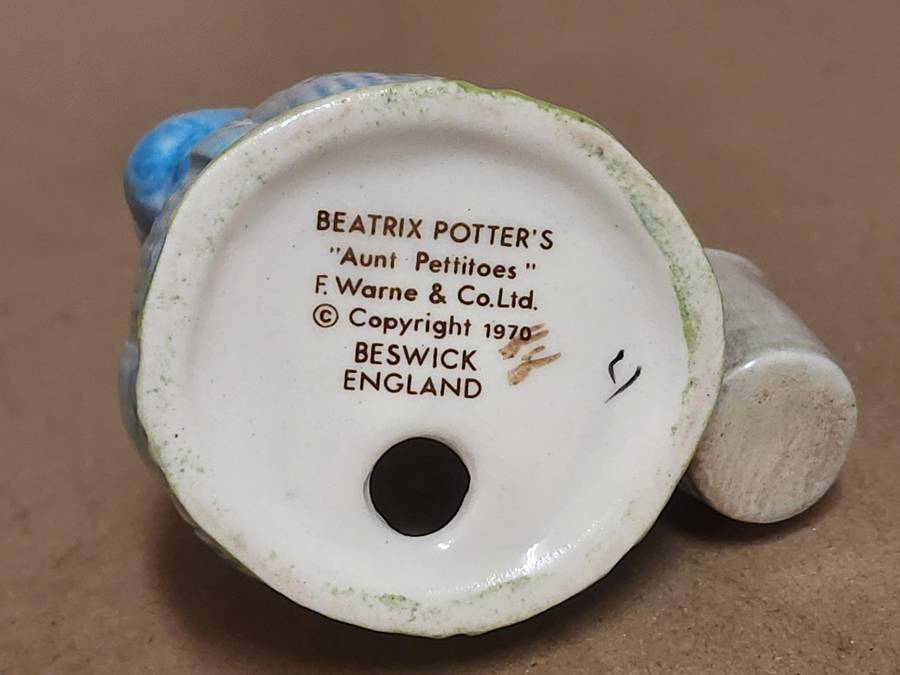 BEATRIX POTTER'S
"Aunt Pettitoes"
F. Warne & Co.Ltd.
© Copyright 1970
BESWICK
ENGLAND